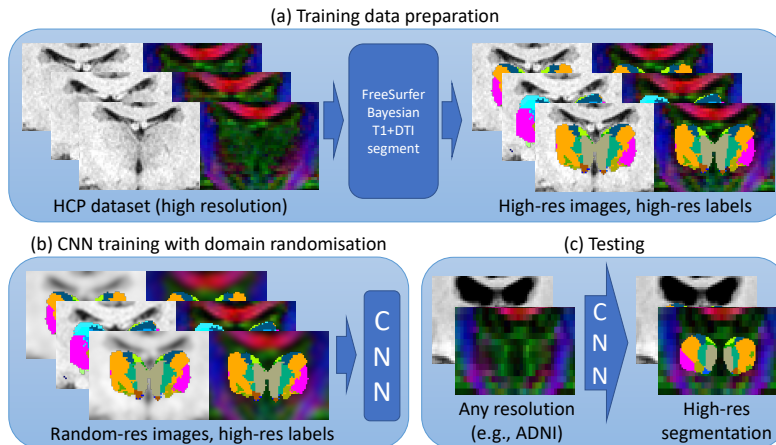 (a) Training data preparation
FreeSurfer
Bayesian
T1+DTI
segment
HCP dataset (high resolution)
High-res images, high-res labels
(b) CNN training with domain randomisation
C
N
N
Random-res images, high-res labels
(c) Testing
C
N
N
Any resolution
(e.g., ADNI)
High-res
segmentation